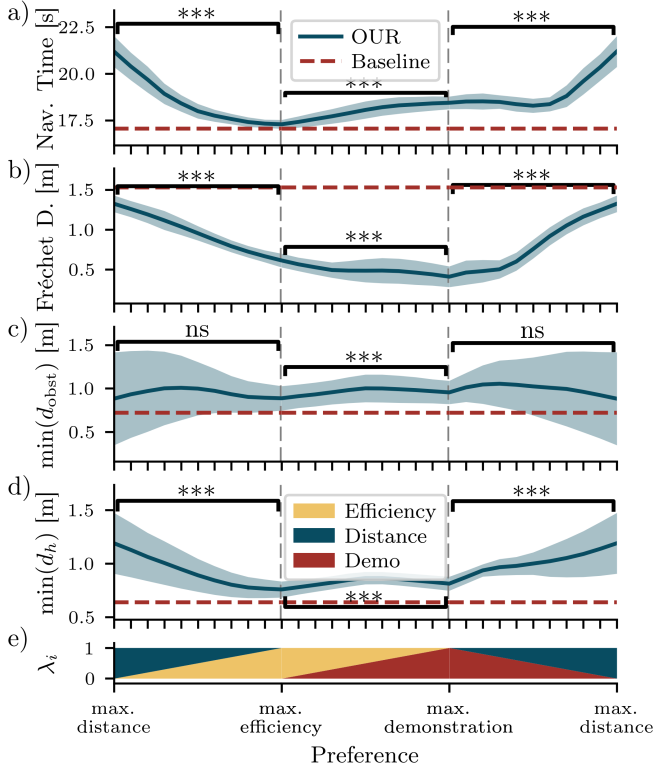 a)
Nav. Time [s]
22.5
20.0
17.5
***
***
***
OUR
Baseline
b)
Fréchet D. [m]
1.5
1.0
0.5
***
***
***
c)
min(d_obst) [m]
1.5
1.0
0.5
ns
***
ns
d)
min(d_h) [m]
1.5
1.0
0.5
***
***
***
Efficiency
Distance
Demo
e)
λ_i
1
0
max.
distance
max.
efficiency
max.
demonstration
max.
distance
Preference